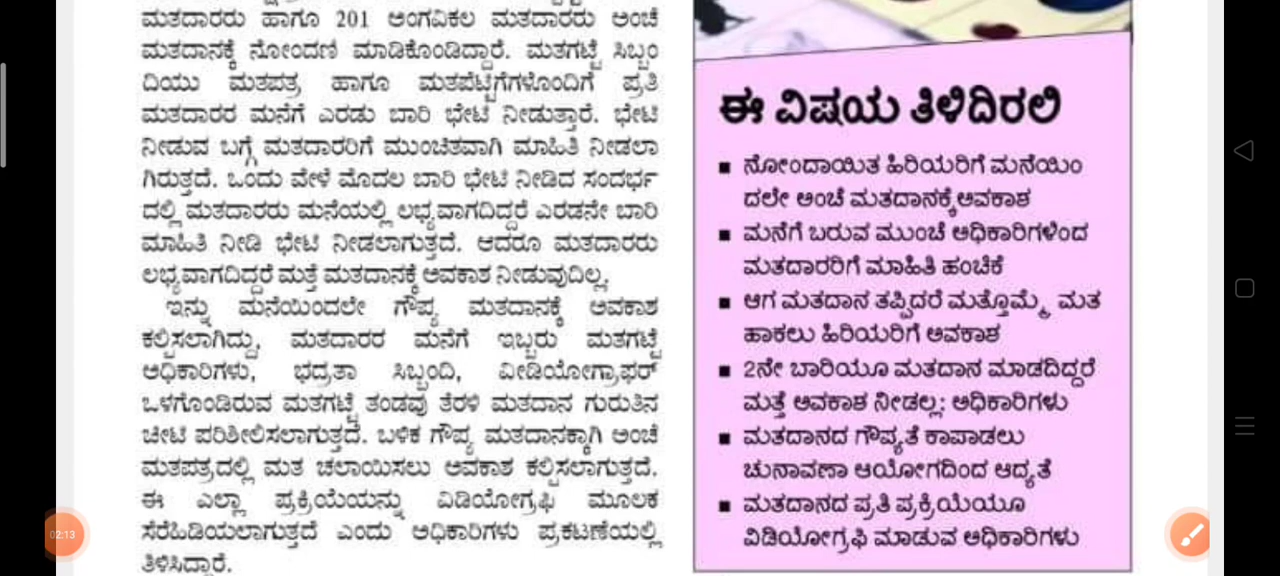 ಮತದಾರರು ಹಾಗೂ 201 ಅಂಗವಿಕಲ ಮತದಾರರು ಅಂಚೆ
ಮತದಾನಕ್ಕೆ ನೋಂದಣಿ ಮಾಡಿಕೊಂಡಿದ್ದಾರೆ. ಮತಗಟ್ಟೆ ಸಿಬ್ಬಂ
ದಿಯು ಮತಪತ್ರ ಹಾಗೂ ಮತಪೆಟ್ಟಿಗೆಗಳೊಂದಿಗೆ ಪ್ರತಿ
ಮತದಾರರ ಮನೆಗೆ ಎರಡು ಬಾರಿ ಭೇಟಿ ನೀಡುತ್ತಾರೆ. ಭೇಟಿ
ನೀಡುವ ಬಗ್ಗೆ ಮತದಾರರಿಗೆ ಮುಂಚಿತವಾಗಿ ಮಾಹಿತಿ ನೀಡಲಾ
ಗಿರುತ್ತದೆ. ಒಂದು ವೇಳೆ ಮೊದಲ ಬಾರಿ ಭೇಟಿ ನೀಡಿದ ಸಂದರ್ಭ
ದಲ್ಲಿ ಮತದಾರರು ಮನೆಯಲ್ಲಿ ಲಭ್ಯವಾಗದಿದ್ದರೆ ಎರಡನೇ ಬಾರಿ
ಮಾಹಿತಿ ನೀಡಿ ಭೇಟಿ ನೀಡಲಾಗುತ್ತದೆ. ಆದರೂ ಮತದಾರರು
ಲಭ್ಯವಾಗದಿದ್ದರೆ ಮತ್ತೆ ಮತದಾನಕ್ಕೆ ಅವಕಾಶ ನೀಡುವುದಿಲ್ಲ.
ಇನ್ನು ಮನೆಯಿಂದಲೇ ಗೌಪ್ಯ ಮತದಾನಕ್ಕೆ ಅವಕಾಶ
ಕಲ್ಪಿಸಲಾಗಿದ್ದು, ಮತದಾರರ ಮನೆಗೆ ಇಬ್ಬರು ಮತಗಟ್ಟೆ
ಅಧಿಕಾರಿಗಳು, ಭದ್ರತಾ ಸಿಬ್ಬಂದಿ, ವೀಡಿಯೋಗ್ರಾಫರ್
ಒಳಗೊಂಡಿರುವ ಮತಗಟ್ಟೆ ತಂಡವು ತೆರಳಿ ಮತದಾನ ಗುರುತಿನ
ಚೀಟಿ ಪರಿಶೀಲಿಸಲಾಗುತ್ತದೆ. ಬಳಿಕ ಗೌಪ್ಯ ಮತದಾನಕ್ಕಾಗಿ ಅಂಚೆ
ಮತಪತ್ರದಲ್ಲಿ ಮತ ಚಲಾಯಿಸಲು ಅವಕಾಶ ಕಲ್ಪಿಸಲಾಗುತ್ತದೆ.
ಈ ಎಲ್ಲಾ ಪ್ರಕ್ರಿಯೆಯನ್ನು ವಿಡಿಯೋಗ್ರಫಿ ಮೂಲಕ
ಸೆರೆಹಿಡಿಯಲಾಗುತ್ತದೆ ಎಂದು ಅಧಿಕಾರಿಗಳು ಪ್ರಕಟಣೆಯಲ್ಲಿ
ತಿಳಿಸಿದ್ದಾರೆ.
ಈ ವಿಷಯ ತಿಳಿದಿರಲಿ
■ ನೋಂದಾಯಿತ ಹಿರಿಯರಿಗೆ ಮನೆಯಿಂ
ದಲೇ ಅಂಚೆ ಮತದಾನಕ್ಕೆ ಅವಕಾಶ
■ ಮನೆಗೆ ಬರುವ ಮುಂಚೆ ಅಧಿಕಾರಿಗಳಿಂದ
ಮತದಾರರಿಗೆ ಮಾಹಿತಿ ಹಂಚಿಕೆ
■ ಆಗ ಮತದಾನ ತಪ್ಪಿದರೆ ಮತ್ತೊಮ್ಮೆ ಮತ
ಹಾಕಲು ಹಿರಿಯರಿಗೆ ಅವಕಾಶ
■ 2ನೇ ಬಾರಿಯೂ ಮತದಾನ ಮಾಡದಿದ್ದರೆ
ಮತ್ತೆ ಅವಕಾಶ ನೀಡಲ್ಲ: ಅಧಿಕಾರಿಗಳು
■ ಮತದಾನದ ಗೌಪ್ಯತೆ ಕಾಪಾಡಲು
ಚುನಾವಣಾ ಆಯೋಗದಿಂದ ಆದ್ಯತೆ
■ ಮತದಾನದ ಪ್ರತಿ ಪ್ರಕ್ರಿಯೆಯೂ
ವಿಡಿಯೋಗ್ರಫಿ ಮಾಡುವ ಅಧಿಕಾರಿಗಳು
02:13